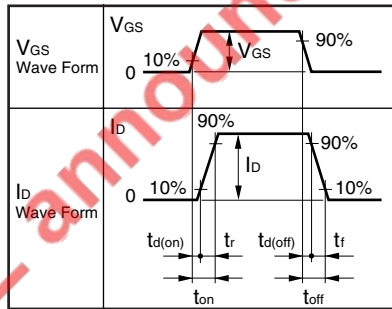 VGS
Wave Form
VGS
10%
0
VGS
90%
ID
Wave Form
ID
90%
90%
10%
0
ID
10%
td(on)
tr
td(off)
tf
ton
toff
announ